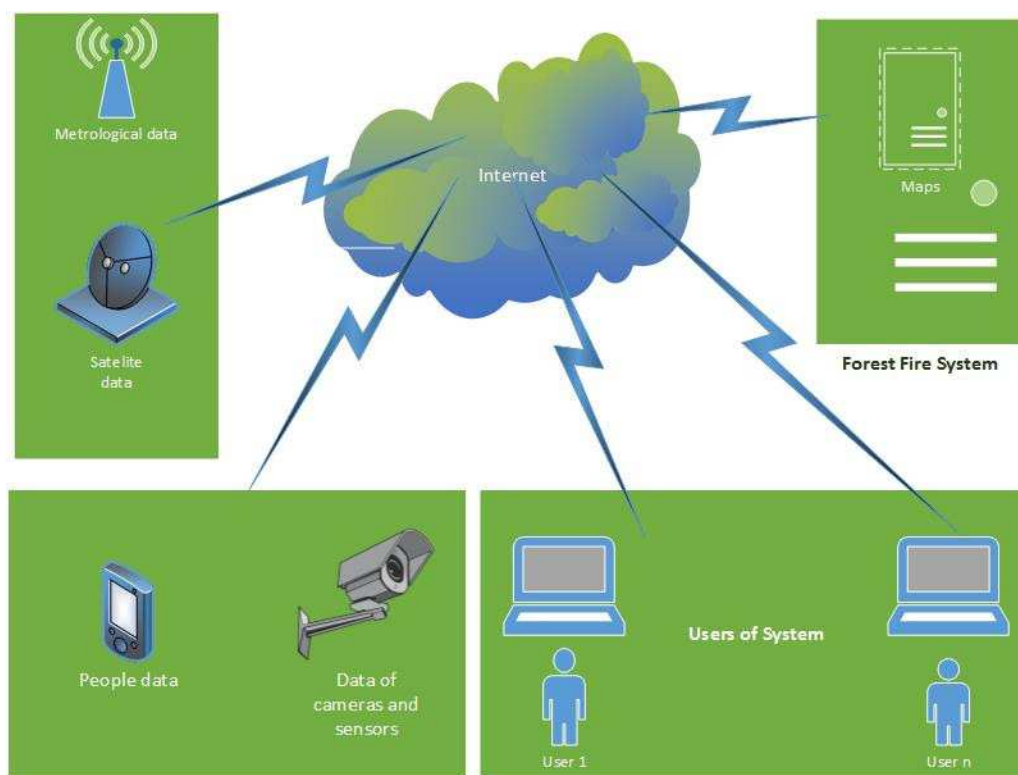 Metrological data
Satelite
data
Internet
Maps
Forest Fire System
People data
Data of
cameras and
sensors
Users of System
User 1
User n